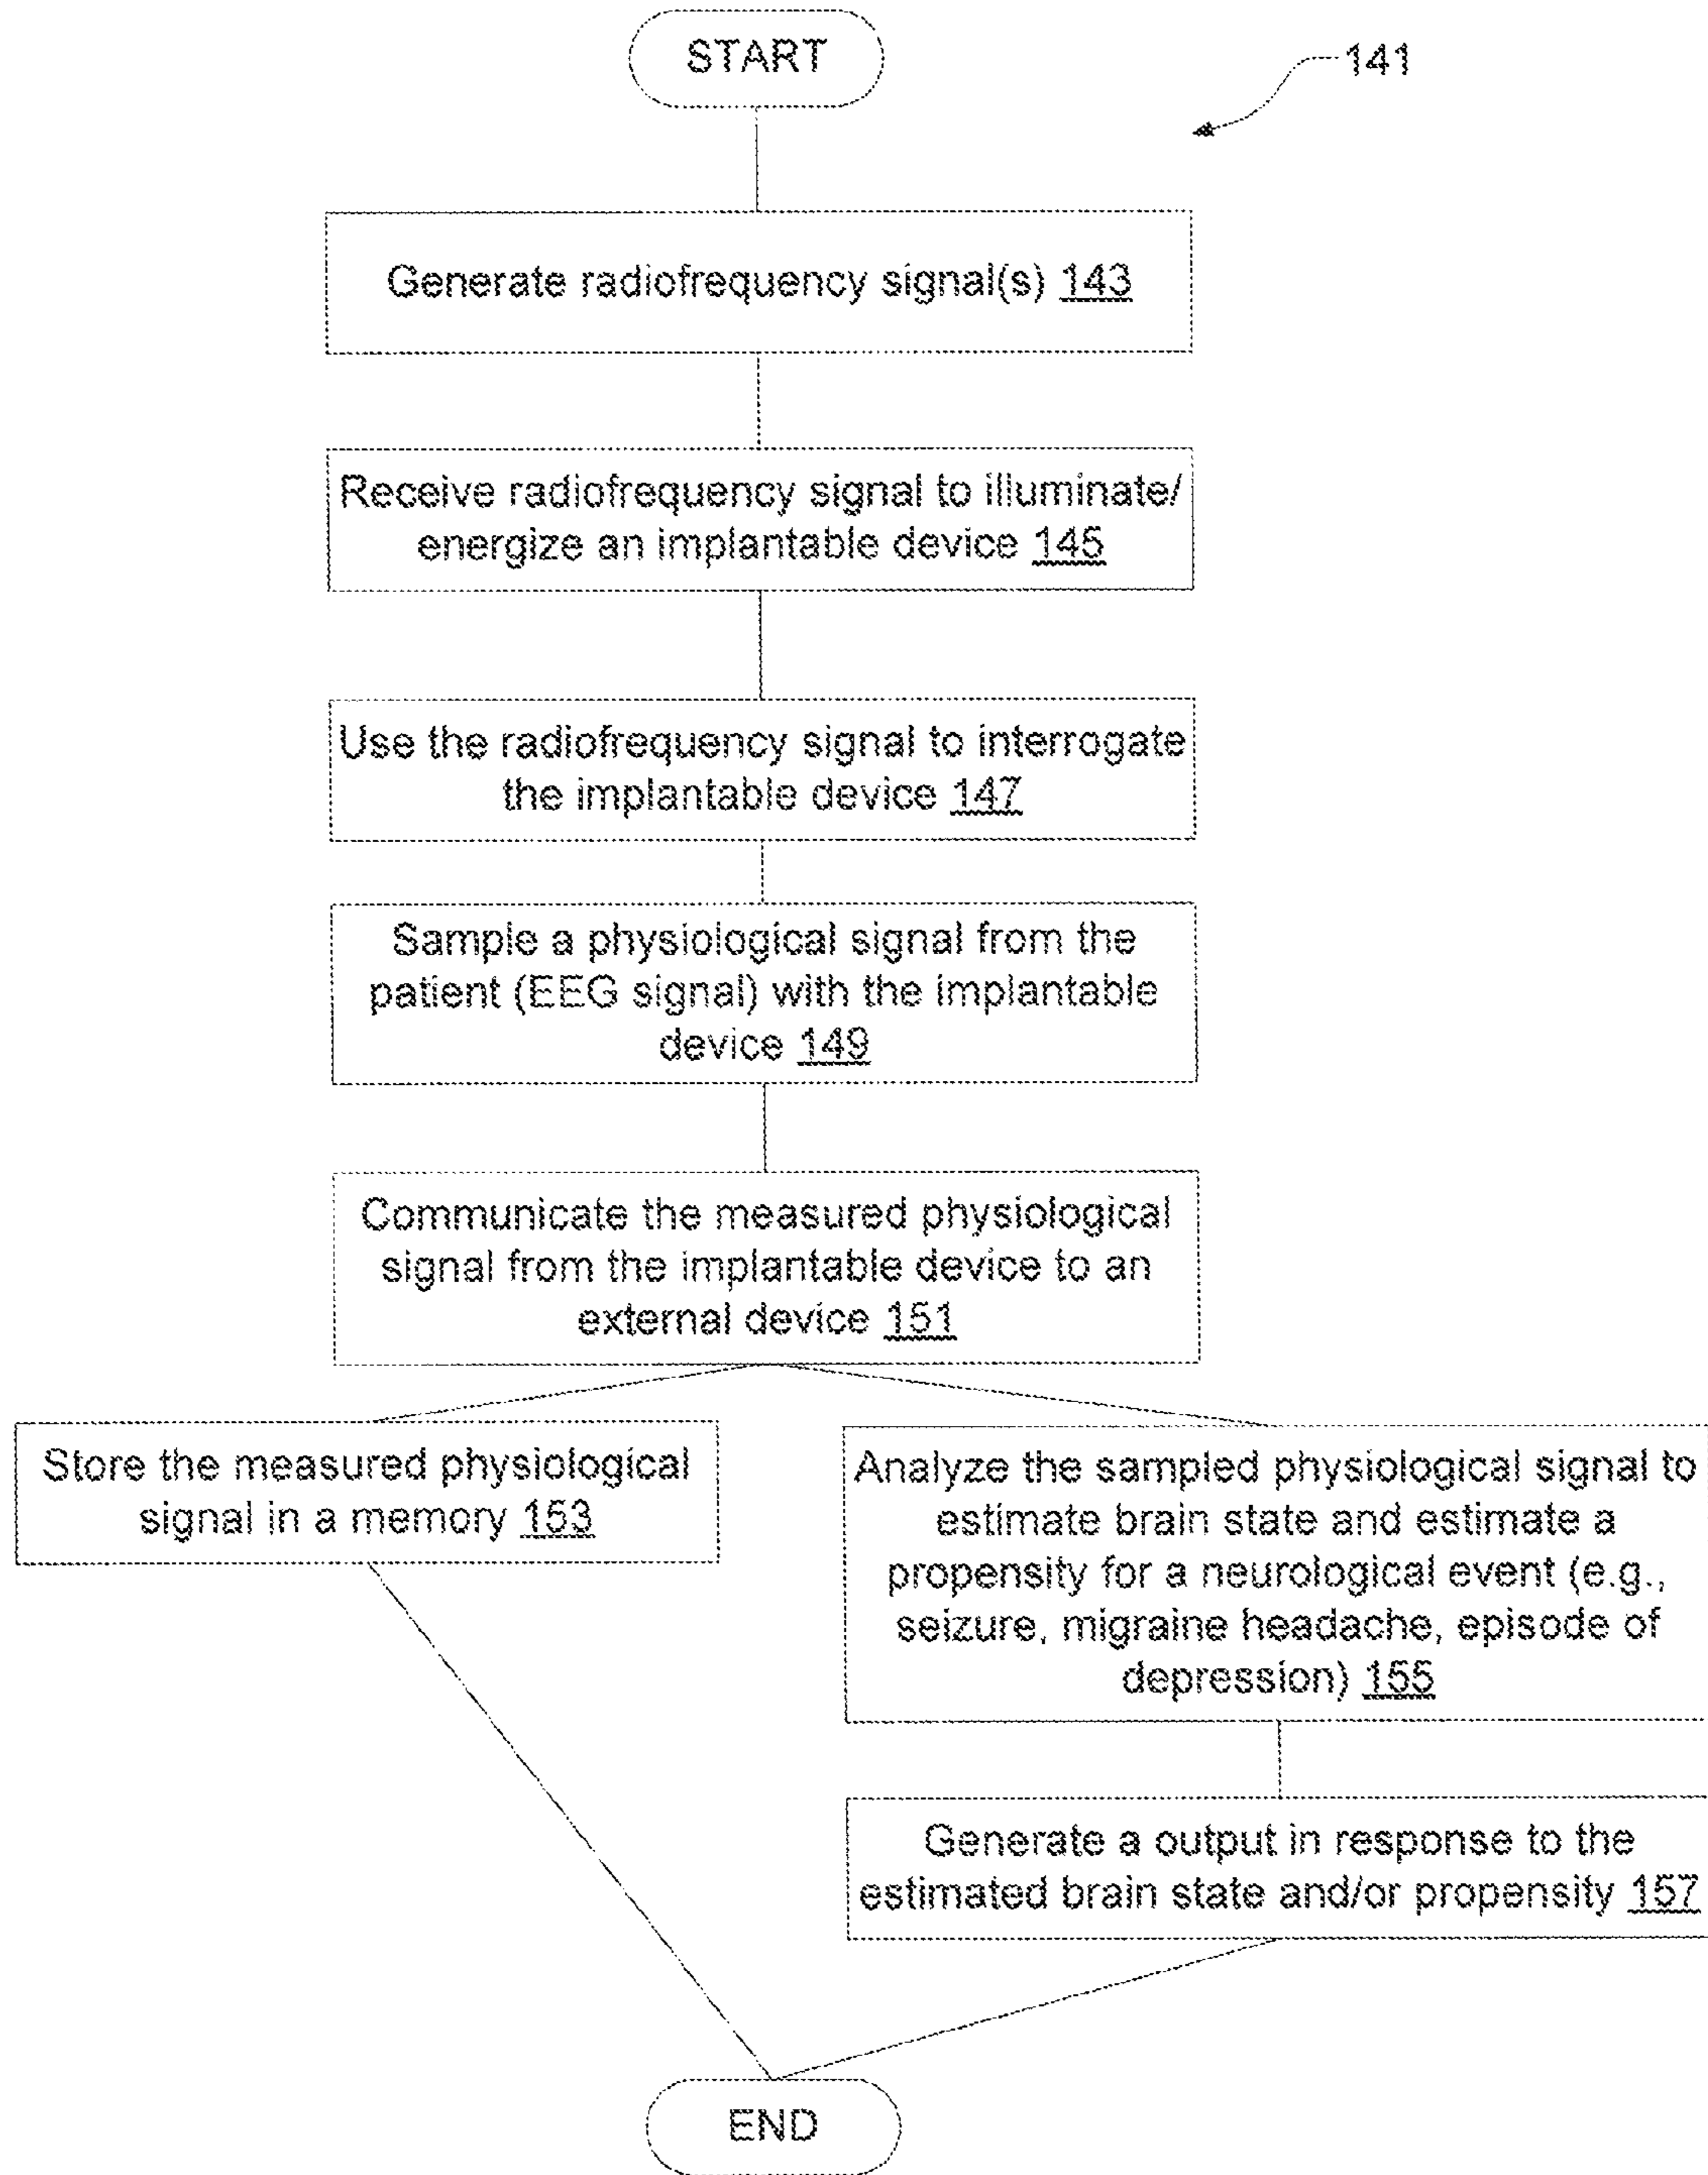 START
141
Generate radiofrequency signal(s) 143
Receive radiofrequency signal to illuminate/
energize an implantable device 145
Use the radiofrequency signal to interrogate
the implantable device 147
Sample a physiological signal from the
patient (EEG signal) with the implantable
device 149
Communicate the measured physiological
signal from the implantable device to an
external device 151
Store the measured physiological
signal in a memory 153
Analyze the sampled physiological signal to
estimate brain state and estimate a
propensity for a neurological event (e.g.,
seizure, migraine headache, episode of
depression) 155
Generate a output in response to the
estimated brain state and/or propensity 157
END